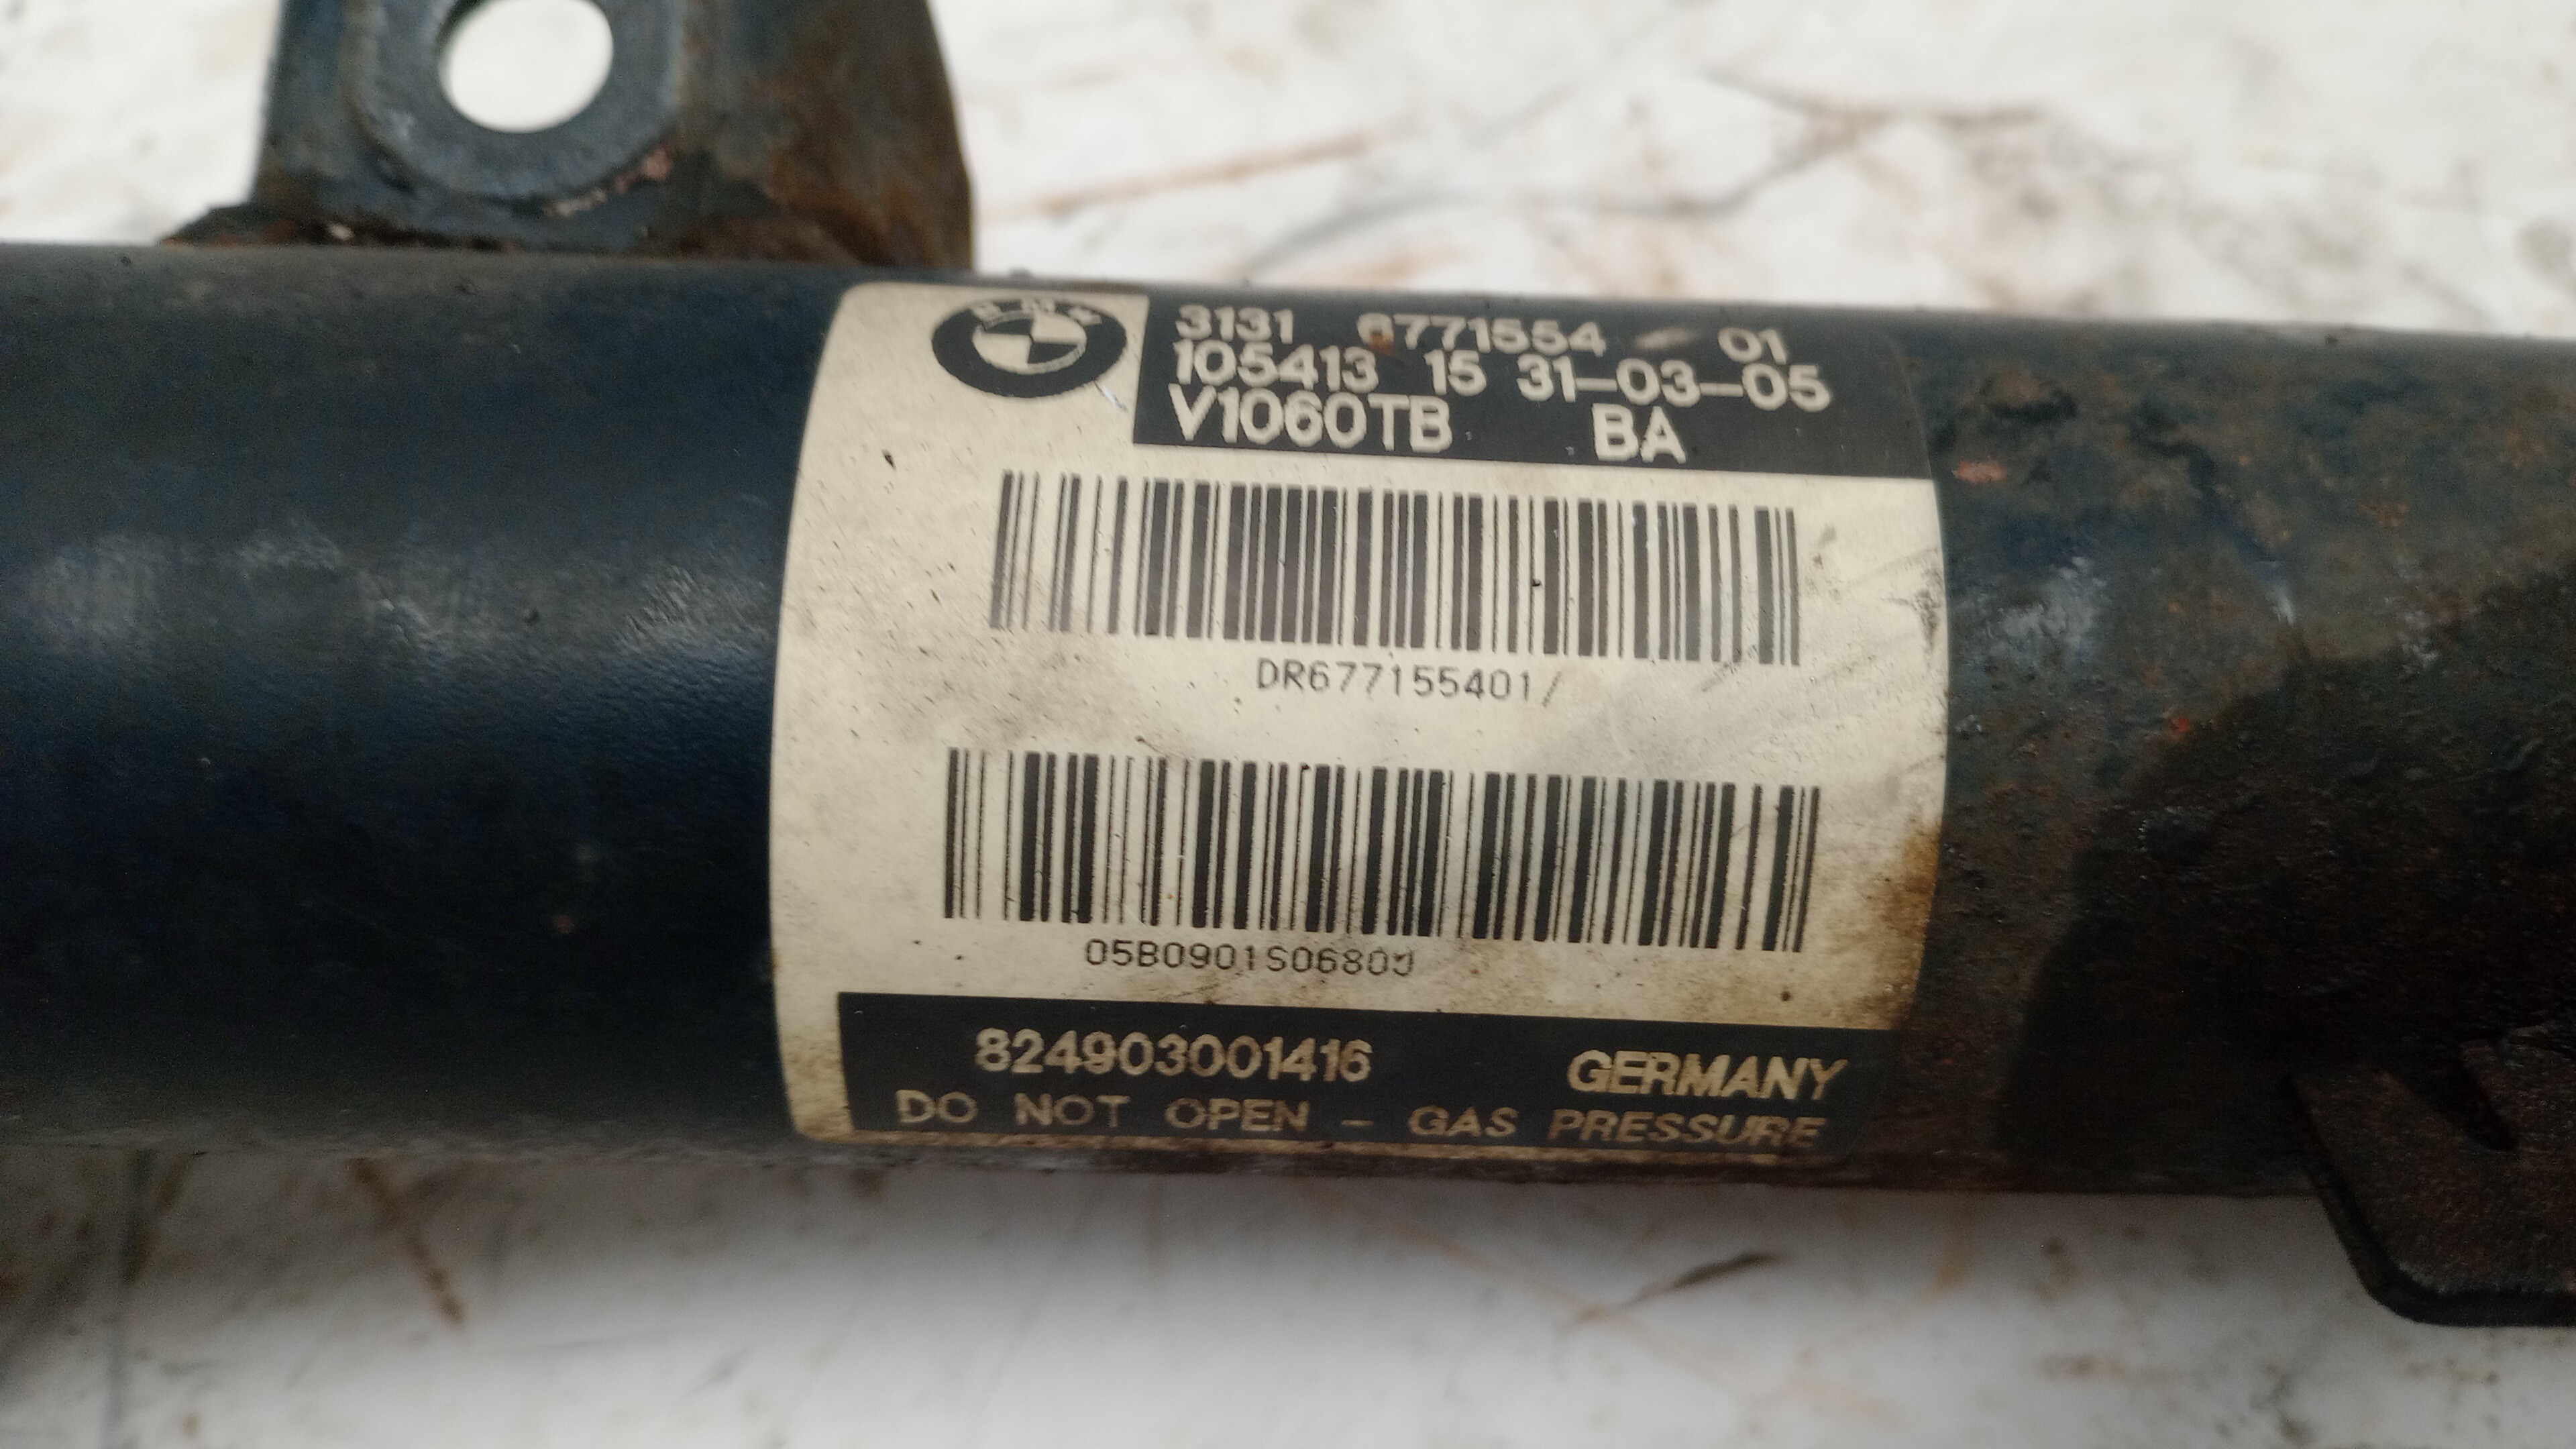 BMW
3131 6771554 01
105413 15 31-03-05
V1060TB BA
DR677155401/
05B0901S06800
824903001416 GERMANY
DO NOT OPEN - GAS PRESSURE